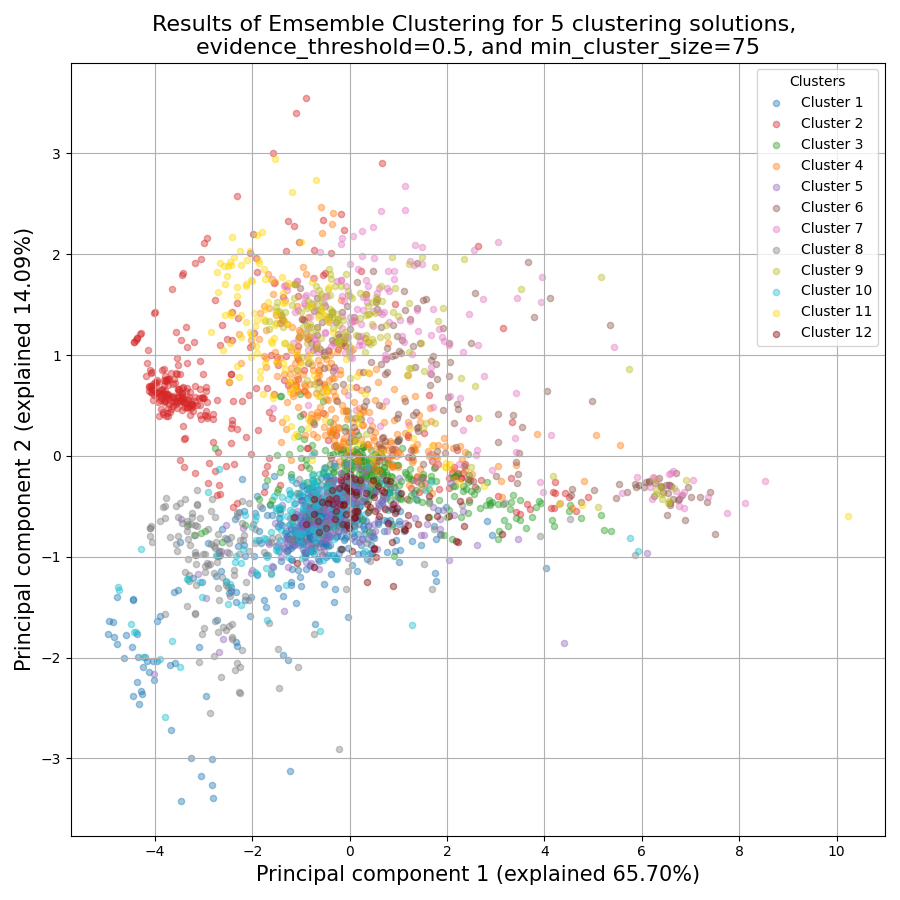 Results of Emsemble Clustering for 5 clustering solutions,
evidence_threshold=0.5, and min_cluster_size=75
Clusters
Cluster 1
Cluster 2
Cluster 3
Cluster 4
Cluster 5
Cluster 6
Cluster 7
Cluster 8
Cluster 9
Cluster 10
Cluster 11
Cluster 12
Principal component 2 (explained 14.09%)
3
2
1
0
−1
−2
−3
−4
−2
0
2
4
6
8
10
Principal component 1 (explained 65.70%)